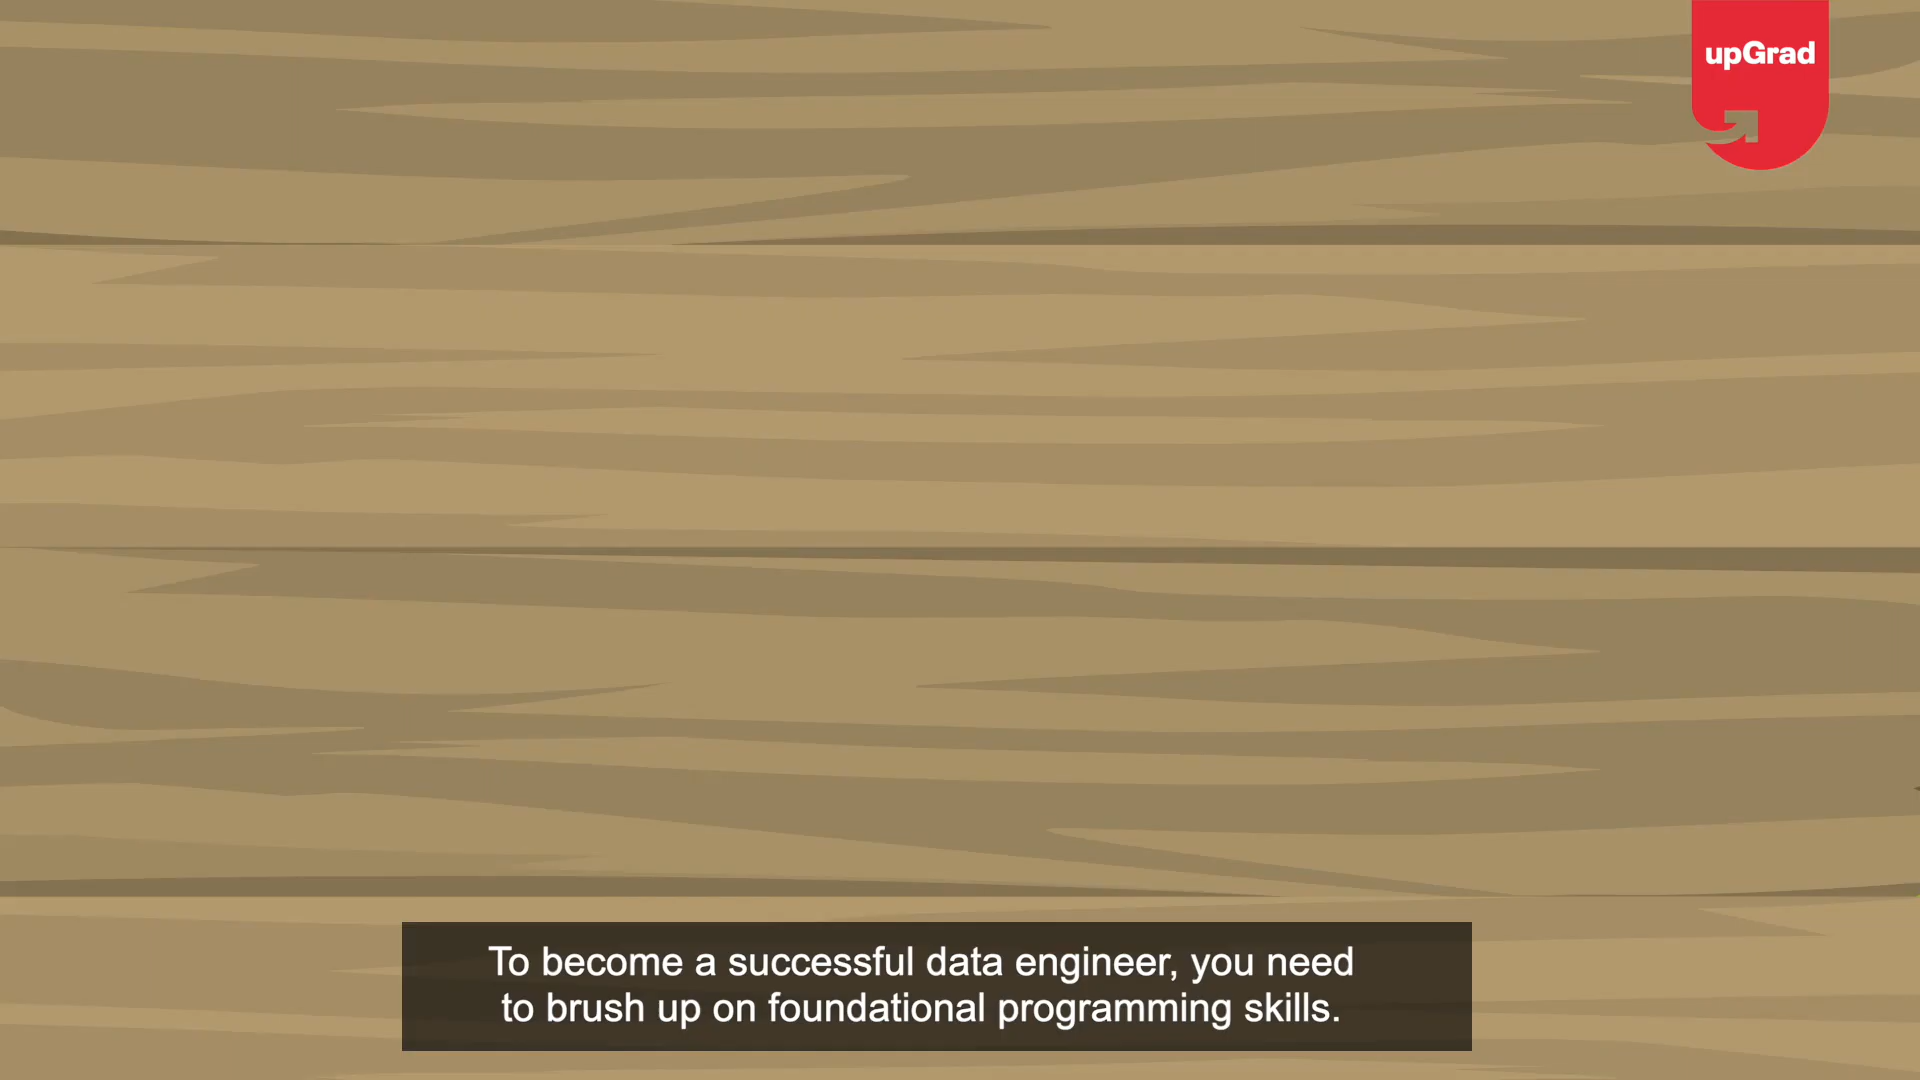 upGrad
To become a successful data engineer, you need
to brush up on foundational programming skills.